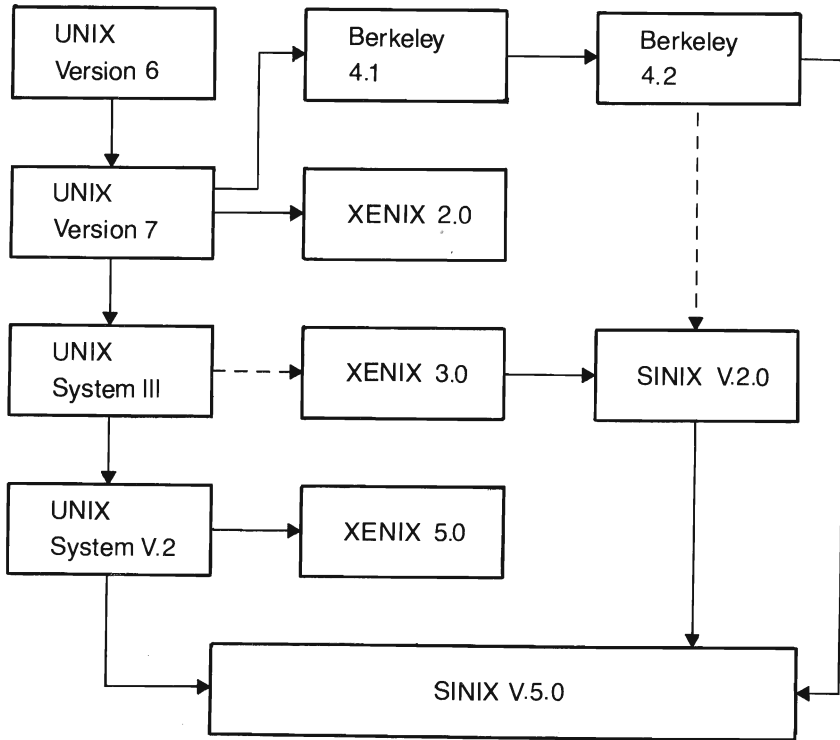 UNIX
Version 6
Berkeley
4.1
Berkeley
4.2
UNIX
Version 7
XENIX 2.0
UNIX
System III
XENIX 3.0
SINIX V.2.0
UNIX
System V.2
XENIX 5.0
SINIX V.5.0